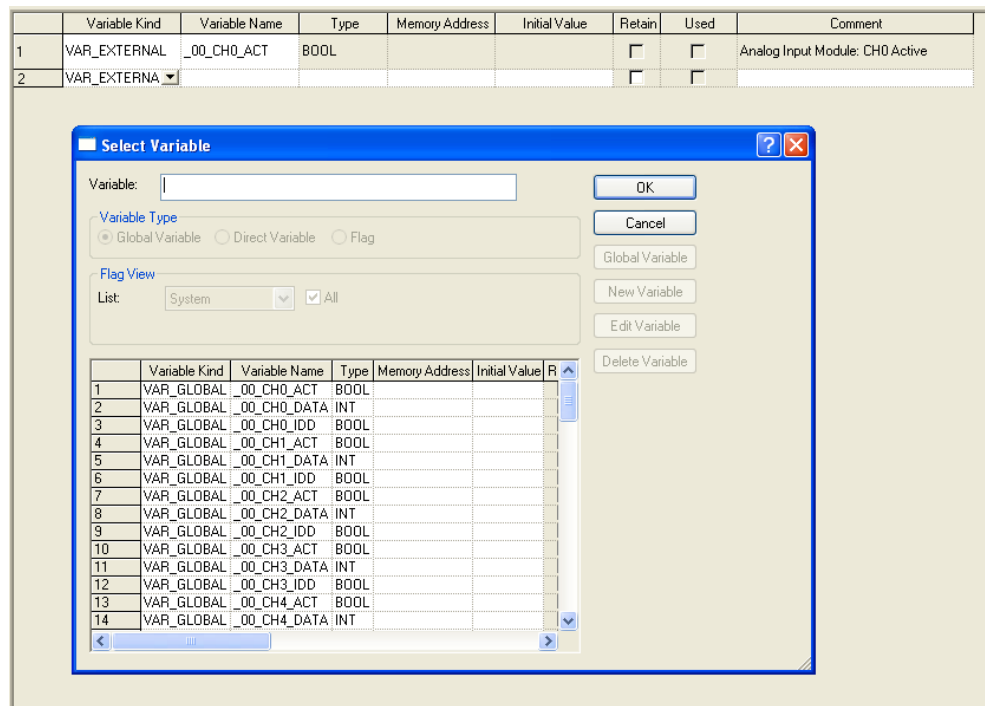 Variable Kind Variable Name Type Memory Address Initial Value Retain Used Comment
1 VAR_EXTERNAL _00_CH0_ACT BOOL Analog Input Module: CH0 Active
2 VAR_EXTERNA
Select Variable
Variable: OK
Variable Type Cancel
Global Variable Direct Variable Flag
Global Variable
Flag View
List: System All New Variable
Edit Variable
Delete Variable
Variable Kind Variable Name Type Memory Address Initial Value R
1 VAR_GLOBAL _00_CH0_ACT BOOL
2 VAR_GLOBAL _00_CH0_DATA INT
3 VAR_GLOBAL _00_CH0_IDD BOOL
4 VAR_GLOBAL _00_CH1_ACT BOOL
5 VAR_GLOBAL _00_CH1_DATA INT
6 VAR_GLOBAL _00_CH1_IDD BOOL
7 VAR_GLOBAL _00_CH2_ACT BOOL
8 VAR_GLOBAL _00_CH2_DATA INT
9 VAR_GLOBAL _00_CH2_IDD BOOL
10 VAR_GLOBAL _00_CH3_ACT BOOL
11 VAR_GLOBAL _00_CH3_DATA INT
12 VAR_GLOBAL _00_CH3_IDD BOOL
13 VAR_GLOBAL _00_CH4_ACT BOOL
14 VAR_GLOBAL _00_CH4_DATA INT